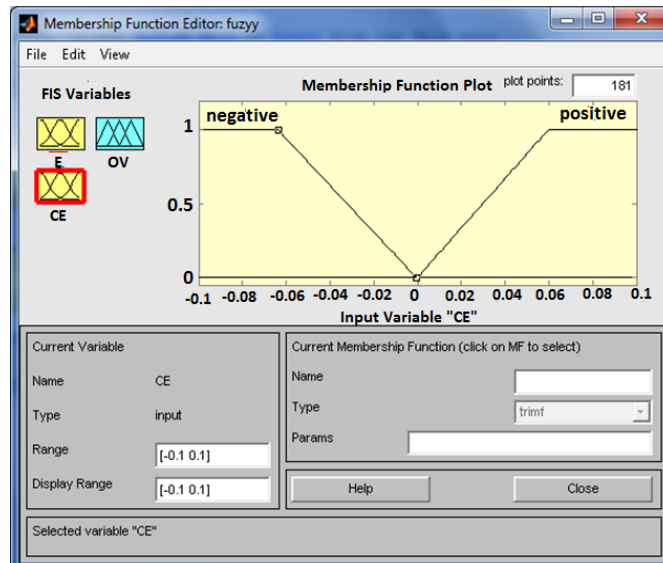 Membership Function Editor: fuzyy
File Edit View
FIS Variables
E
OV
CE
Membership Function Plot plot points: 181
negative
positive
1
0.5
0
-0.1 -0.08 -0.06 -0.04 -0.02 0 0.02 0.04 0.06 0.08 0.1
Input Variable "CE"
Current Variable
Name CE
Type input
Range [-0.1 0.1]
Display Range [-0.1 0.1]
Current Membership Function (click on MF to select)
Name
Type trimf
Params
Help Close
Selected variable "CE"